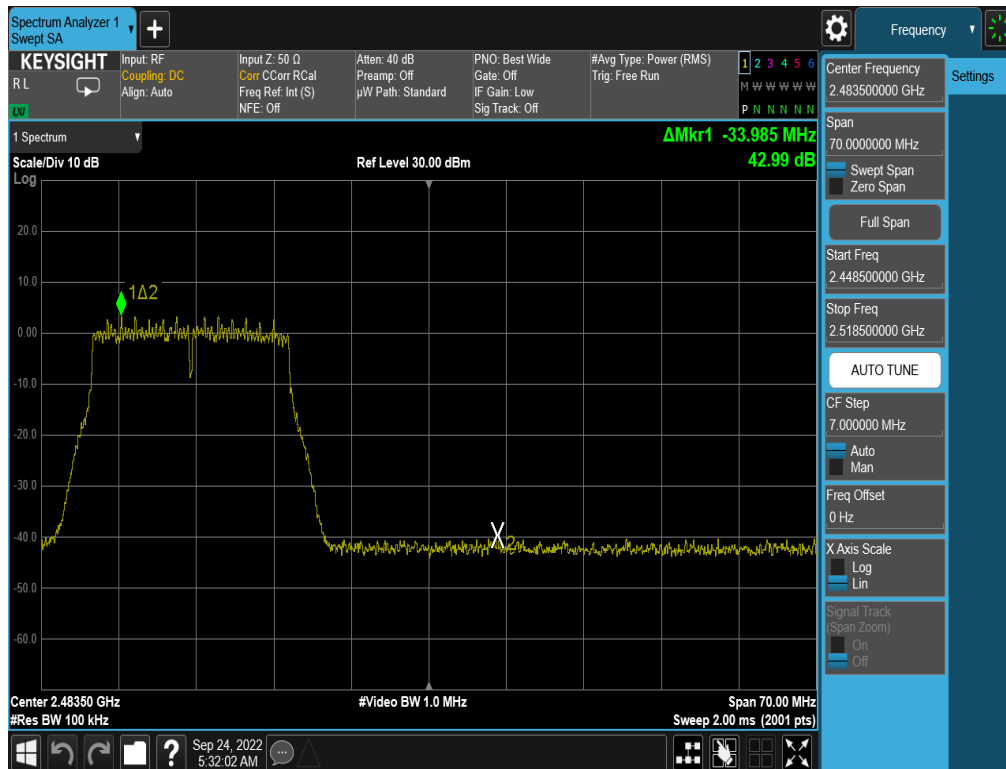 Spectrum Analyzer 1
Swept SA
Frequency
KEYSIGHT
R L
LXI
Input: RF
Coupling: DC
Align: Auto
Input Z: 50 Ω
Corr CCorr RCal
Freq Ref: Int (S)
NFE: Off
Atten: 40 dB
Preamp: Off
µW Path: Standard
PNO: Best Wide
Gate: Off
IF Gain: Low
Sig Track: Off
#Avg Type: Power (RMS)
Trig: Free Run
1 2 3 4 5 6
M W W W W W
P N N N N N
1 Spectrum
ΔMkr1 -33.985 MHz
42.99 dB
Scale/Div 10 dB
Ref Level 30.00 dBm
Log
20.0
10.0
0.00
-10.0
-20.0
-30.0
-40.0
-50.0
-60.0
1Δ2
X2
Center 2.48350 GHz
#Video BW 1.0 MHz
Span 70.00 MHz
#Res BW 100 kHz
Sweep 2.00 ms (2001 pts)
Center Frequency
2.483500000 GHz
Settings
Span
70.0000000 MHz
Swept Span
Zero Span
Full Span
Start Freq
2.448500000 GHz
Stop Freq
2.518500000 GHz
AUTO TUNE
CF Step
7.000000 MHz
Auto
Man
Freq Offset
0 Hz
X Axis Scale
Log
Lin
Signal Track
(Span Zoom)
On
Off
?
Sep 24, 2022
5:32:02 AM